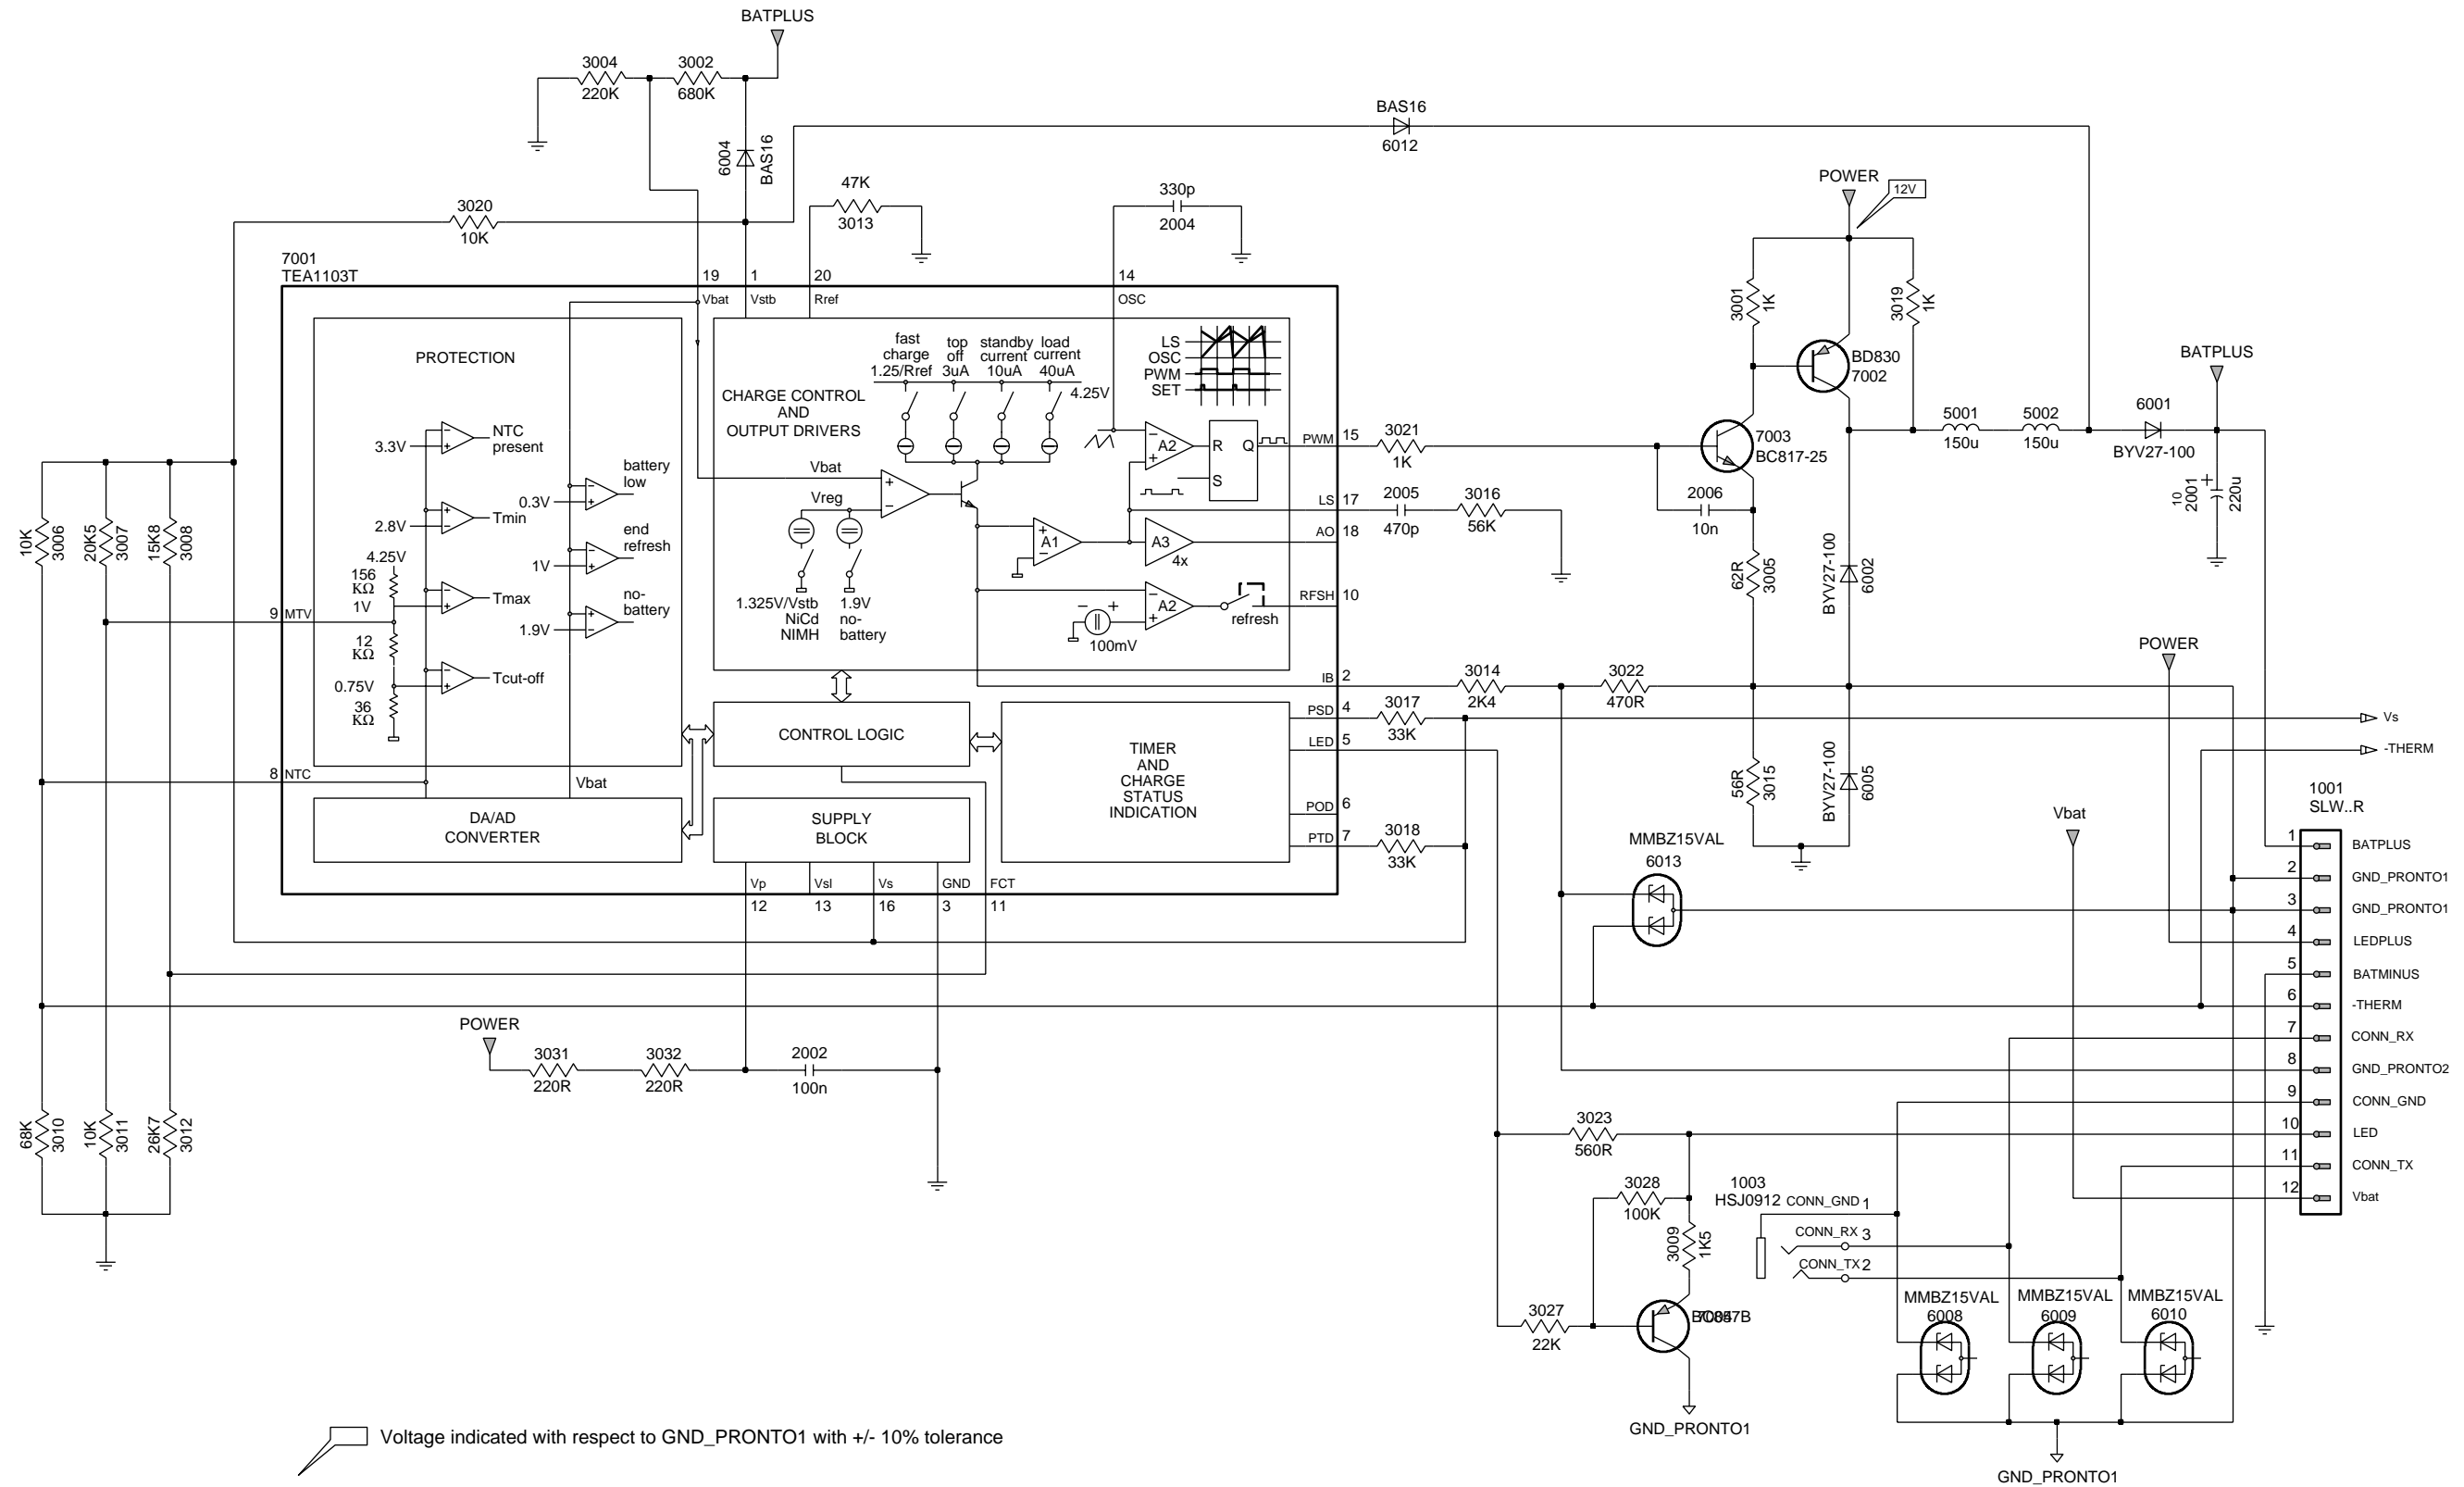 BATPLUS
3004
220K
3002
680K
6004
BAS16
BAS16
6012
3020
10K
47K
3013
330p
2004
POWER
12V
7001
TEA1103T
19
1
20
14
Vbat
Vstb
Rref
OSC
PROTECTION
3.3V
NTC
present
2.8V
Tmin
4.25V
156
KΩ
1V
Tmax
12
KΩ
0.75V
Tcut-off
36
KΩ
battery
low
0.3V
end
refresh
1V
no-
battery
1.9V
Vbat
fast
charge
1.25/Rref
top
off
3uA
standby
current
10uA
load
current
40uA
4.25V
CHARGE CONTROL
AND
OUTPUT DRIVERS
LS
OSC
PWM
SET
Vbat
Vreg
1.325V/Vstb
NiCd
NIMH
1.9V
no-
battery
A1
A2
R
Q
S
A3
4x
A2
100mV
refresh
PWM
15
LS
17
AO
18
RFSH
10
IB
2
PSD
4
LED
5
POD
6
PTD
7
9
MTV
8
NTC
DA/AD
CONVERTER
CONTROL LOGIC
SUPPLY
BLOCK
TIMER
AND
CHARGE
STATUS
INDICATION
Vp
Vsl
Vs
GND
FCT
12
13
16
3
11
10K
3006
20K5
3007
15K8
3008
68K
3010
10K
3011
26K7
3012
POWER
3031
220R
3032
220R
2002
100n
3021
1K
2005
470p
3016
56K
3001
1K
3019
1K
BD830
7002
7003
BC817-25
2006
10n
62R
3005
BYV27-100
6002
5001
150u
5002
150u
6001
BYV27-100
BATPLUS
10
2001
220u
3014
2K4
3022
470R
3017
33K
3018
33K
56R
3015
BYV27-100
6005
MMBZ15VAL
6013
POWER
Vs
-THERM
Vbat
1001
SLW..R
1
BATPLUS
2
GND_PRONTO1
3
GND_PRONTO1
4
LEDPLUS
5
BATMINUS
6
-THERM
7
CONN_RX
8
GND_PRONTO2
9
CONN_GND
10
LED
11
CONN_TX
12
Vbat
3023
560R
3028
100K
3009
1K5
3027
22K
GND_PRONTO1
1003
HSJ0912
CONN_GND
1
CONN_RX
3
CONN_TX
2
MMBZ15VAL
6008
MMBZ15VAL
6009
MMBZ15VAL
6010
GND_PRONTO1
Voltage indicated with respect to GND_PRONTO1 with +/- 10% tolerance